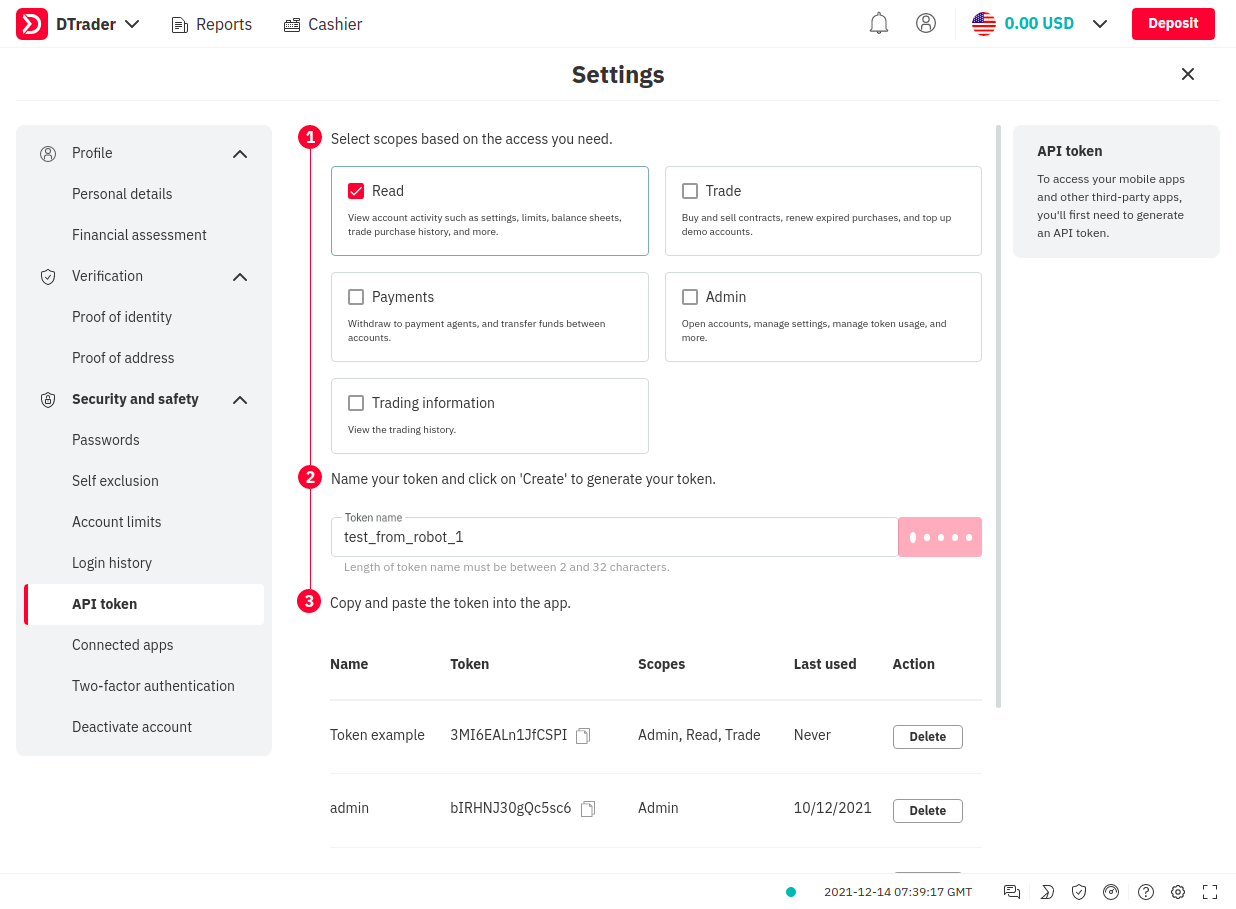 DTrader
Reports
Cashier
0.00 USD
Deposit
Settings
Profile
Personal details
Financial assessment
Verification
Proof of identity
Proof of address
Security and safety
Passwords
Self exclusion
Account limits
Login history
API token
Connected apps
Two-factor authentication
Deactivate account
1 Select scopes based on the access you need.
Read
View account activity such as settings, limits, balance sheets,
trade purchase history, and more.
Trade
Buy and sell contracts, renew expired purchases, and top up
demo accounts.
Payments
Withdraw to payment agents, and transfer funds between
accounts.
Admin
Open accounts, manage settings, manage token usage, and
more.
Trading information
View the trading history.
2 Name your token and click on 'Create' to generate your token.
Token name
test_from_robot_1
Length of token name must be between 2 and 32 characters.
3 Copy and paste the token into the app.
Name Token Scopes Last used Action
Token example 3MI6EALn1JfCSPI Admin, Read, Trade Never Delete
admin bIRHNJ30gQc5sc6 Admin 10/12/2021 Delete
API token
To access your mobile apps
and other third-party apps,
you'll first need to generate
an API token.
2021-12-14 07:39:17 GMT